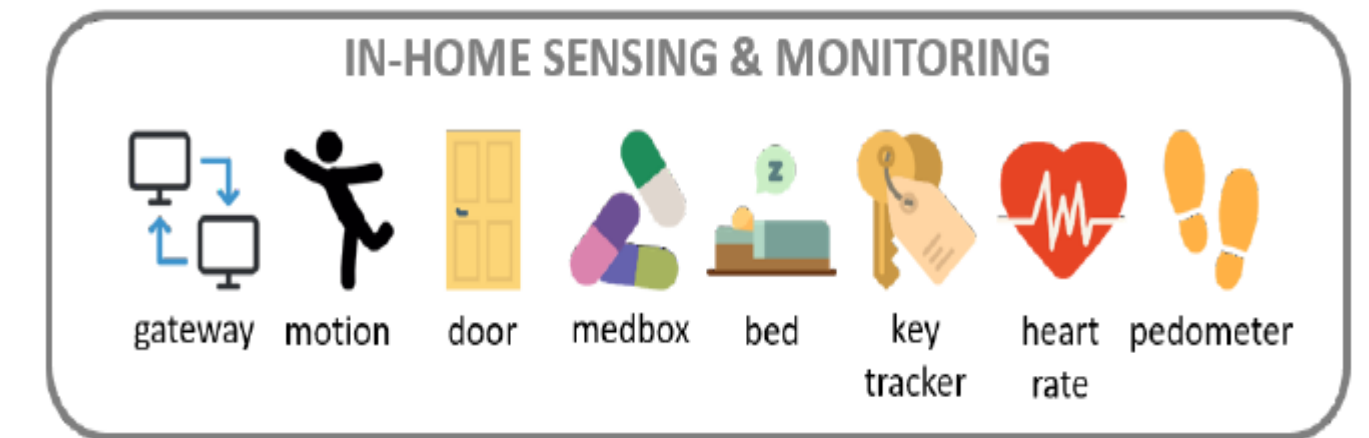 IN-HOME SENSING & MONITORING
z
gateway motion door medbox bed key heart pedometer
tracker rate